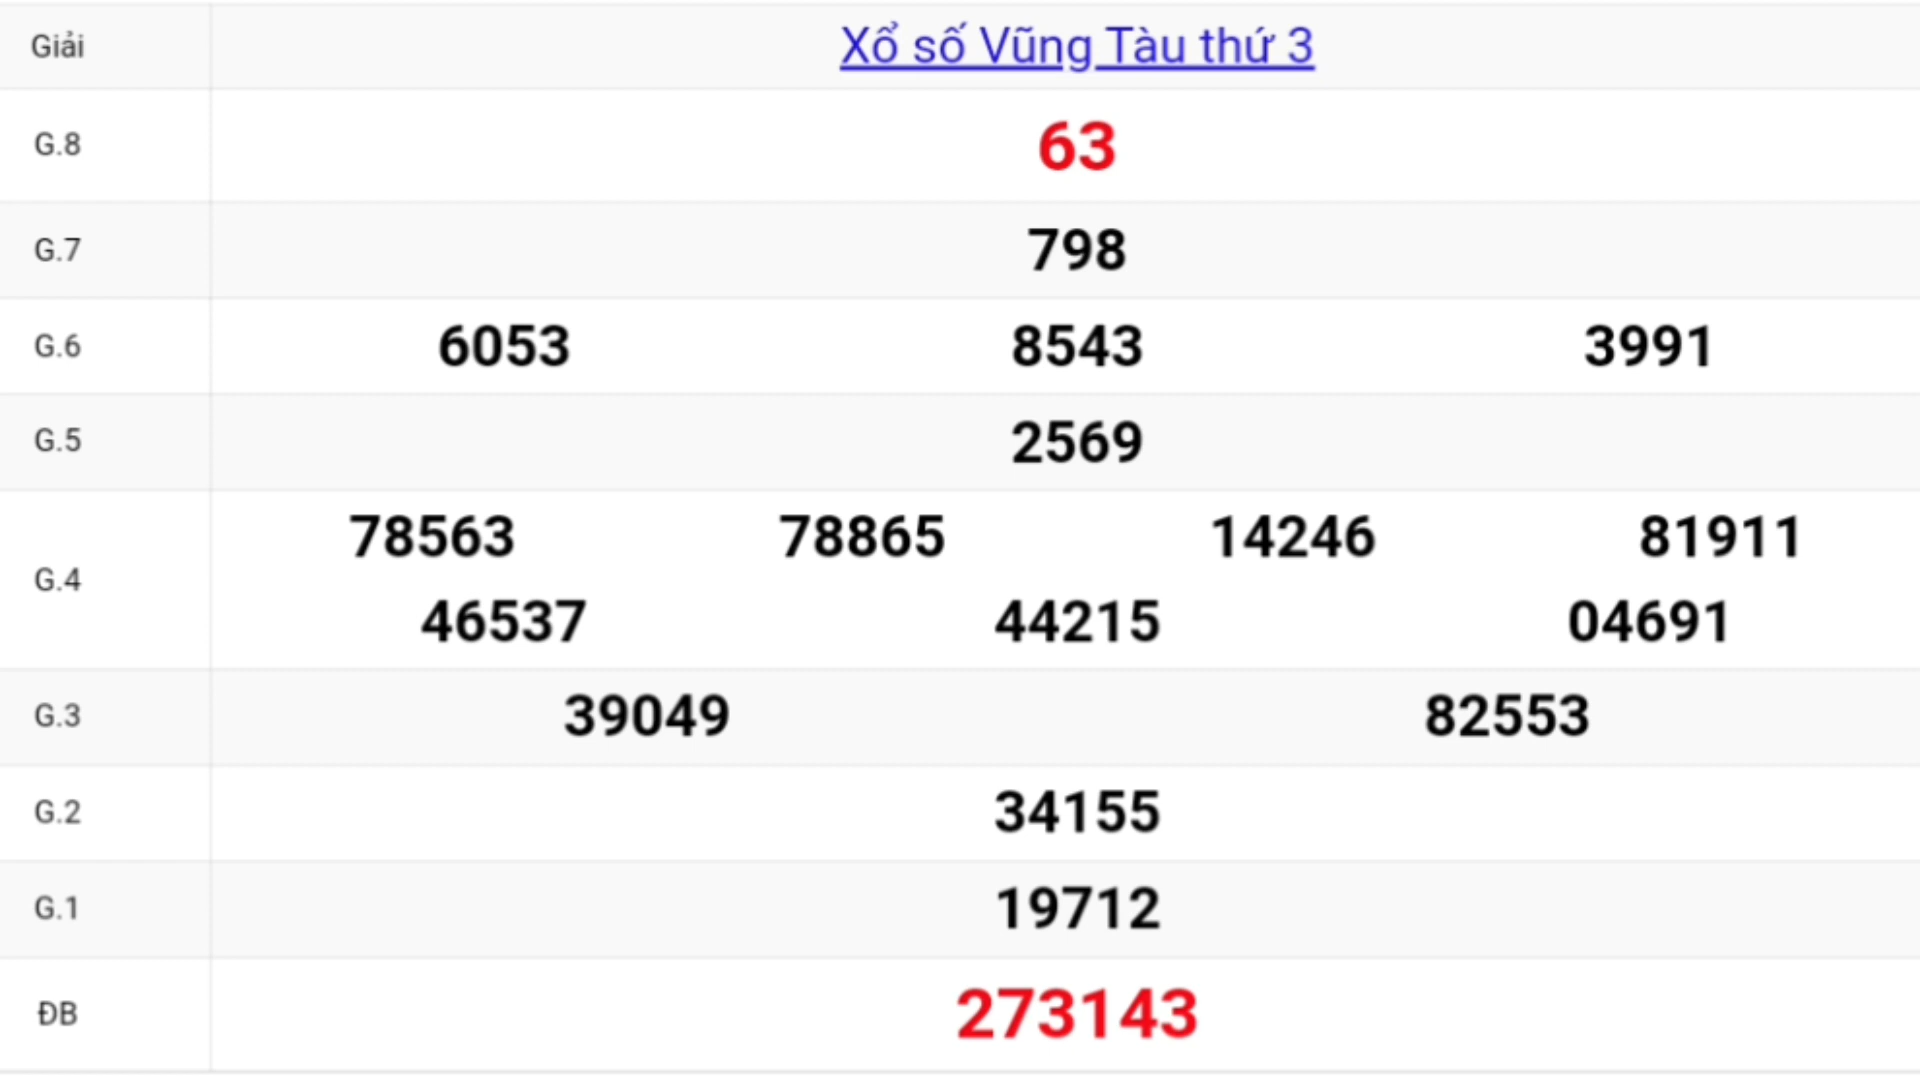 Giải Xổ số Vũng Tàu thứ 3
G.8 63
G.7 798
G.6 6053 8543 3991
G.5 2569
G.4 78563 78865 14246 81911
46537 44215 04691
G.3 39049 82553
G.2 34155
G.1 19712
ĐB 273143